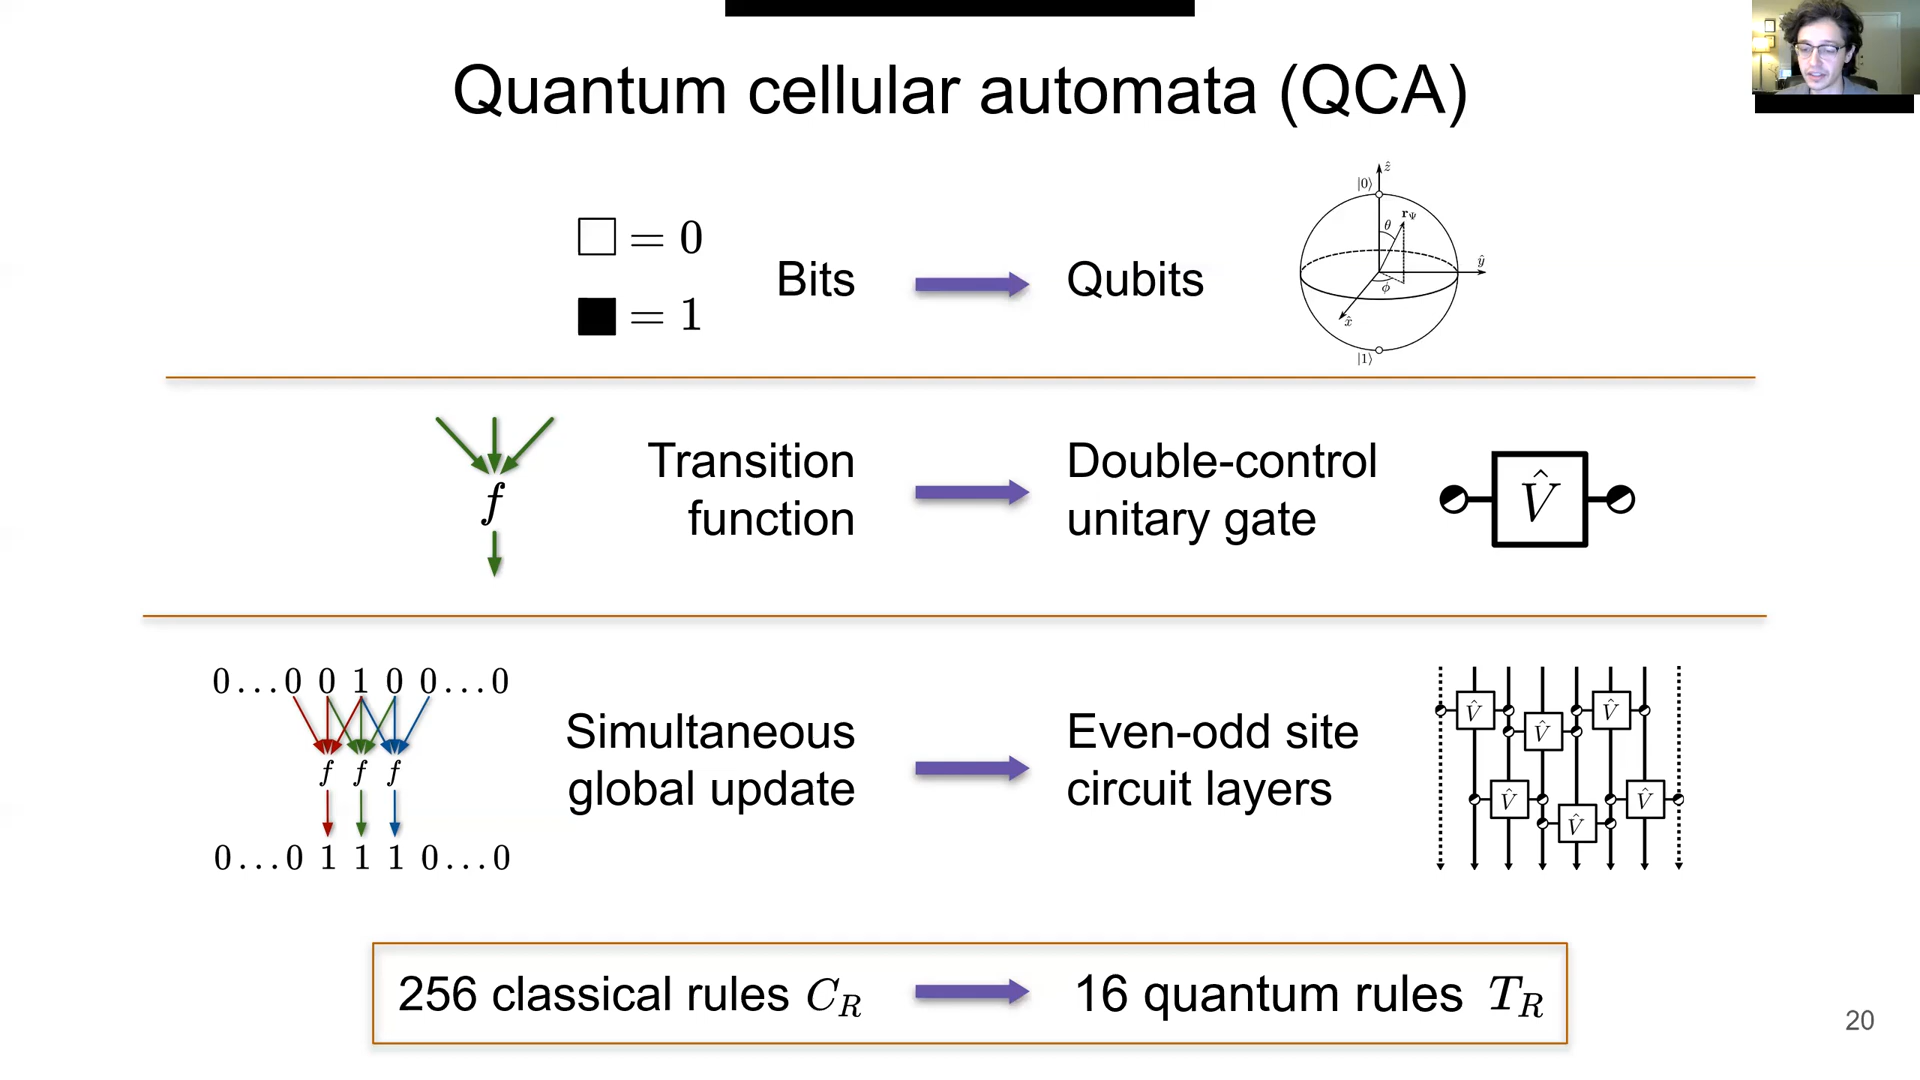 Quantum cellular automata (QCA)
□ = 0
■ = 1
Bits
Qubits
|0⟩
ẑ
r_Ψ
θ
ŷ
ϕ
x̂
|1⟩
f
Transition
function
Double-control
unitary gate
V̂
0...0 0 1 0 0...0
f f f
0...0 1 1 1 0...0
Simultaneous
global update
Even-odd site
circuit layers
V̂ V̂ V̂
V̂ V̂ V̂
256 classical rules C_R
16 quantum rules T_R
20